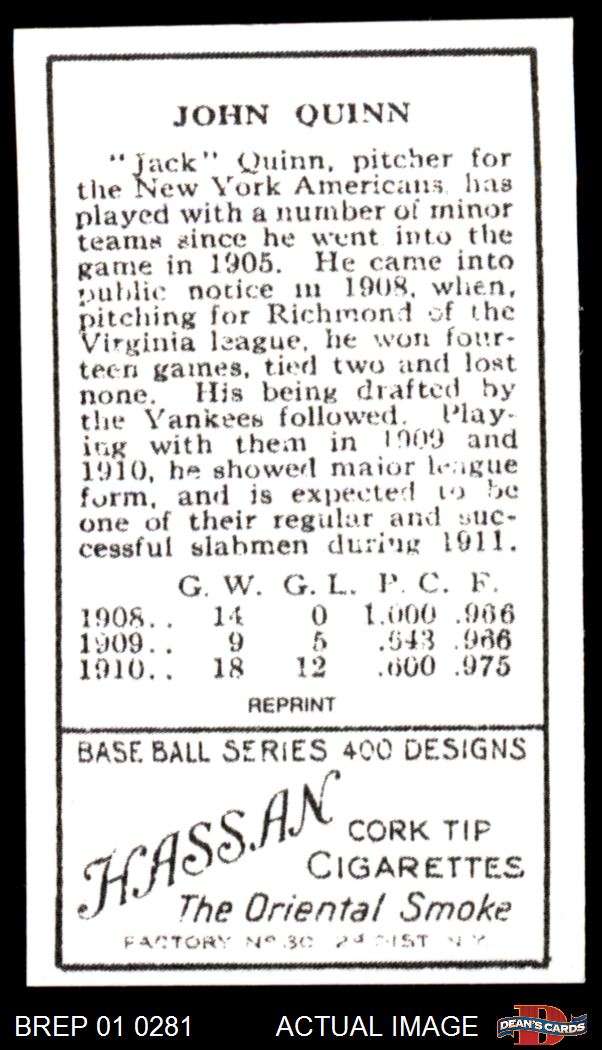 JOHN QUINN
"Jack" Quinn, pitcher for
the New York Americans, has
played with a number of minor
teams since he went into the
game in 1905. He came into
public notice in 1908, when,
pitching for Richmond of the
Virginia league, he won four-
teen games, tied two and lost
none. His being drafted by
the Yankees followed. Play-
ing with them in 1909 and
1910, he showed major league
form, and is expected to be
one of their regular and suc-
cessful slabmen during 1911.
G. W. G. L. P. C. F.
1908.. 14 0 1.000 .966
1909.. 9 5 .643 .966
1910.. 18 12 .600 .975
REPRINT
BASE BALL SERIES 400 DESIGNS
HASSAN
CORK TIP
CIGARETTES
The Oriental Smoke
FACTORY No. 30 2d DIST. N.Y.
BREP 01 0281 ACTUAL IMAGE DEAN'S CARDS